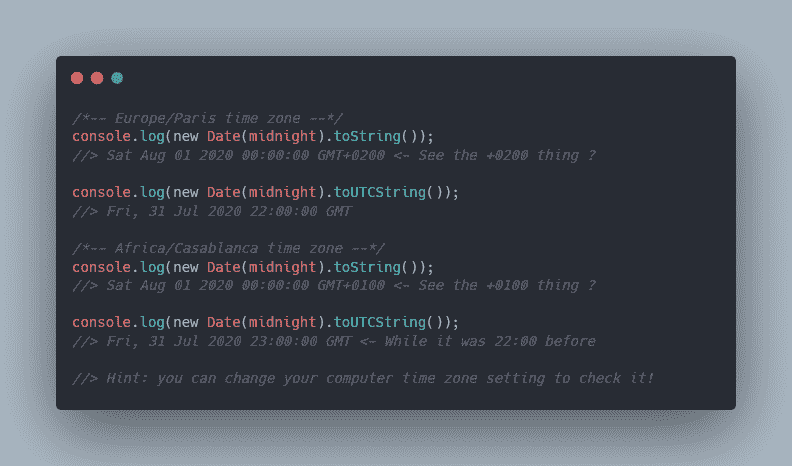 /*-- Europe/Paris time zone --*/
console.log(new Date(midnight).toString());
//> Sat Aug 01 2020 00:00:00 GMT+0200 <- See the +0200 thing ?
console.log(new Date(midnight).toUTCString());
//> Fri, 31 Jul 2020 22:00:00 GMT
/*-- Africa/Casablanca time zone --*/
console.log(new Date(midnight).toString());
//> Sat Aug 01 2020 00:00:00 GMT+0100 <- See the +0100 thing ?
console.log(new Date(midnight).toUTCString());
//> Fri, 31 Jul 2020 23:00:00 GMT <- While it was 22:00 before
//> Hint: you can change your computer time zone setting to check it!